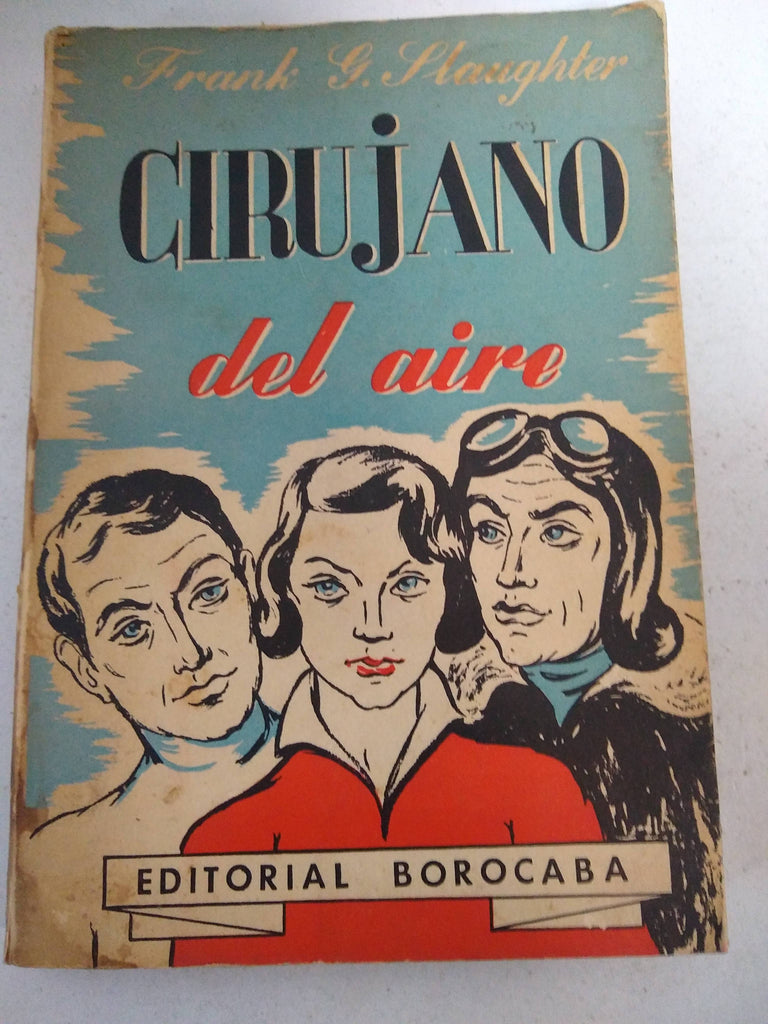 Frank G. Slaughter
CIRUjANO
del aire
EDITORIAL BOROCABA